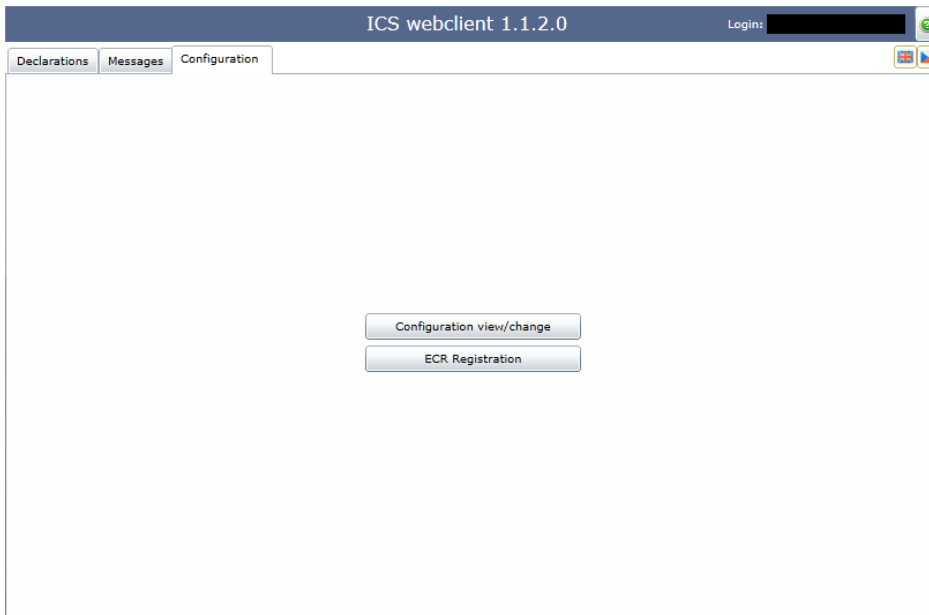 ICS webclient 1.1.2.0 Login:
Declarations Messages Configuration
Configuration view/change
ECR Registration